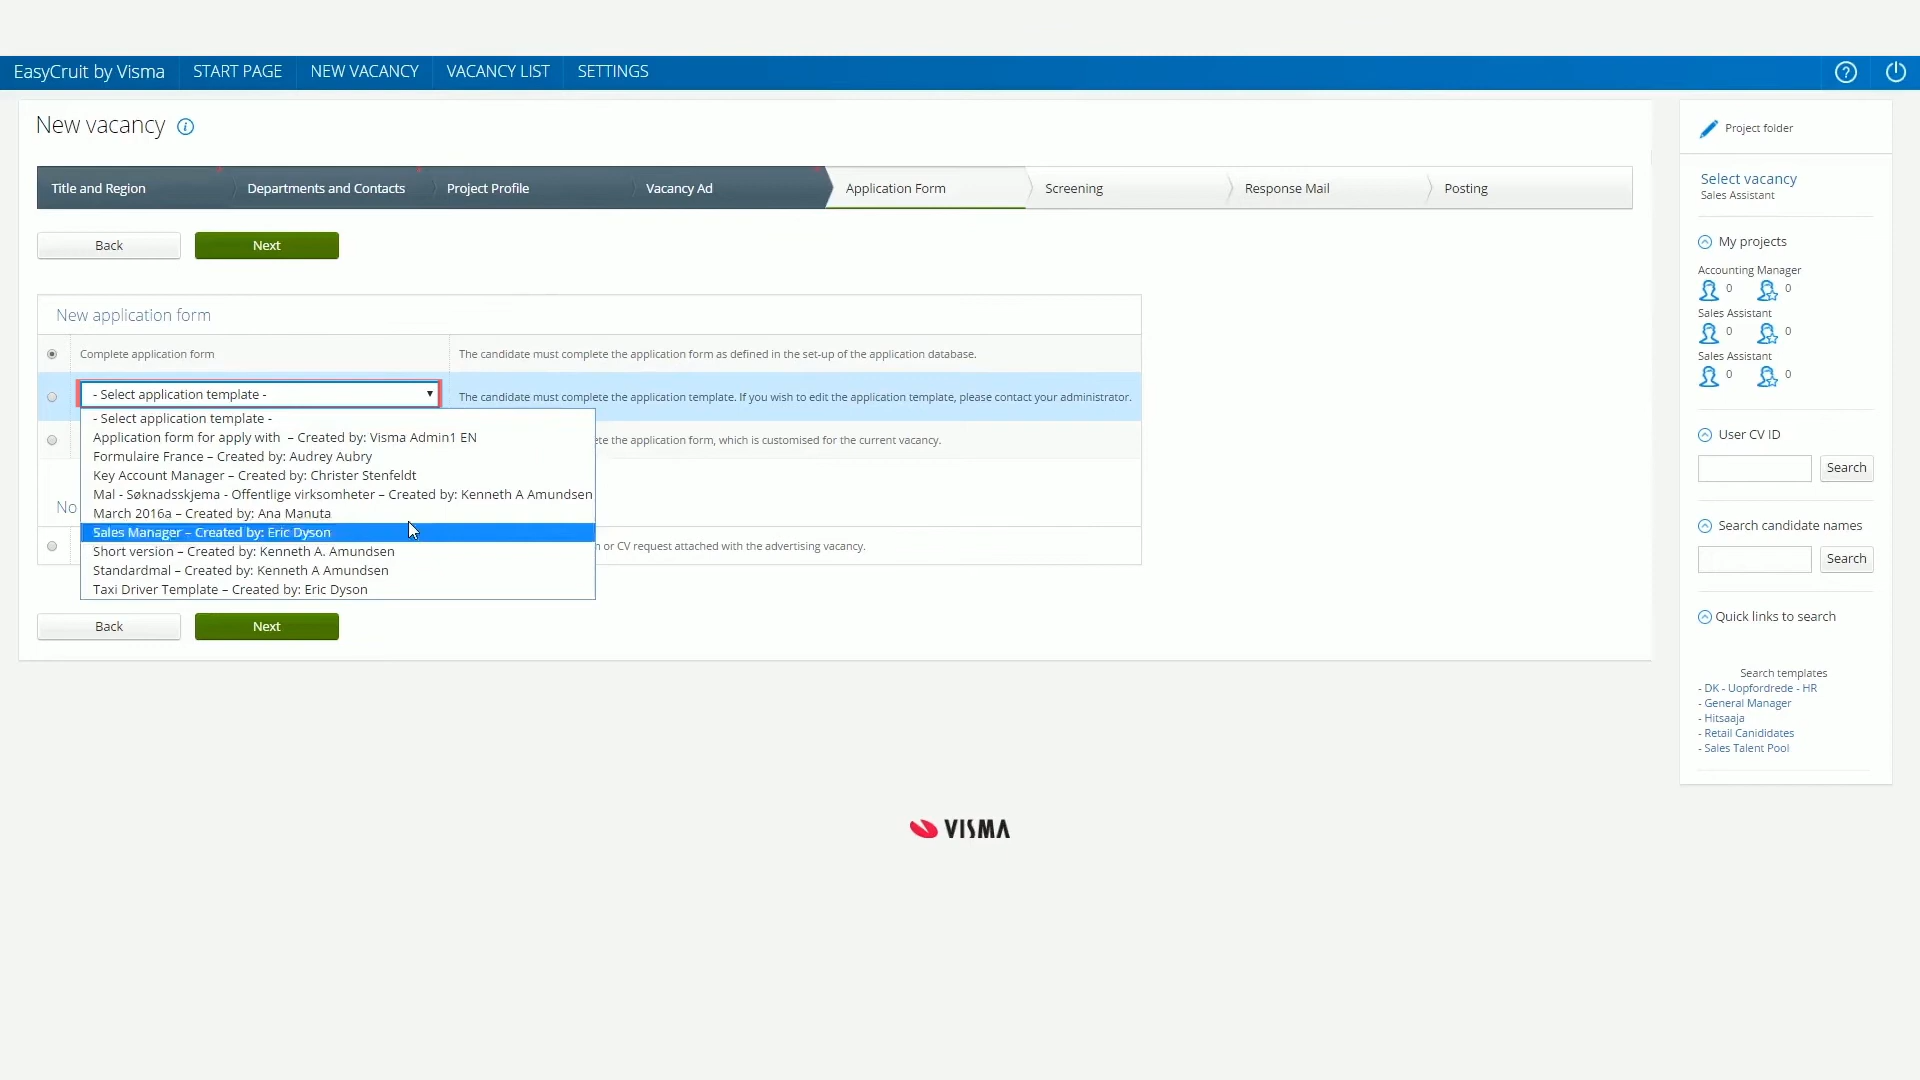 EasyCruit by Visma
START PAGE
NEW VACANCY
VACANCY LIST
SETTINGS
?
New vacancy
i
Title and Region
Departments and Contacts
Project Profile
Vacancy Ad
Application Form
Screening
Response Mail
Posting
Back
Next
New application form
Complete application form
The candidate must complete the application form as defined in the set-up of the application database.
- Select application template -
The candidate must complete the application template. If you wish to edit the application template, please contact your administrator.
- Select application template -
Application form for apply with – Created by: Visma Admin1 EN
Formulaire France – Created by: Audrey Aubry
Key Account Manager – Created by: Christer Stenfeldt
Mal - Søknadsskjema - Offentlige virksomheter – Created by: Kenneth A Amundsen
March 2016a – Created by: Ana Manuta
Sales Manager – Created by: Eric Dyson
Short version – Created by: Kenneth A. Amundsen
Standardmal – Created by: Kenneth A Amundsen
Taxi Driver Template – Created by: Eric Dyson
the application form, which is customised for the current vacancy.
No
or CV request attached with the advertising vacancy.
Back
Next
Project folder
Select vacancy
Sales Assistant
My projects
Accounting Manager
0 0
Sales Assistant
0 0
Sales Assistant
0 0
User CV ID
Search
Search candidate names
Search
Quick links to search
Search templates
- DK - Uopfordrede - HR
- General Manager
- Hitsaaja
- Retail Canididates
- Sales Talent Pool
VISMA